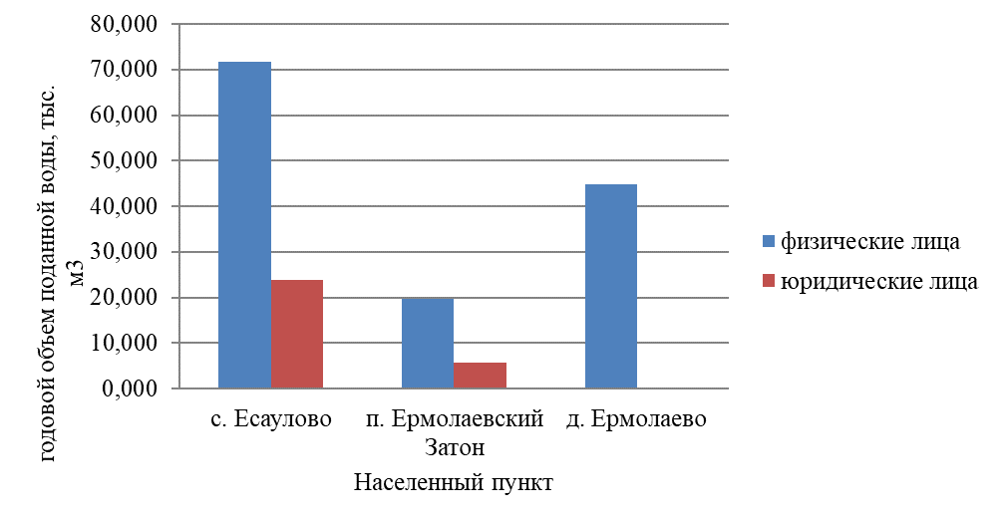 80,000
70,000
60,000
50,000
40,000
30,000
20,000
10,000
0,000
годовой объем поданной воды, тыс.
м3
с. Есаулово
п. Ермолаевский
Затон
д. Ермолаево
Населенный пункт
физические лица
юридические лица